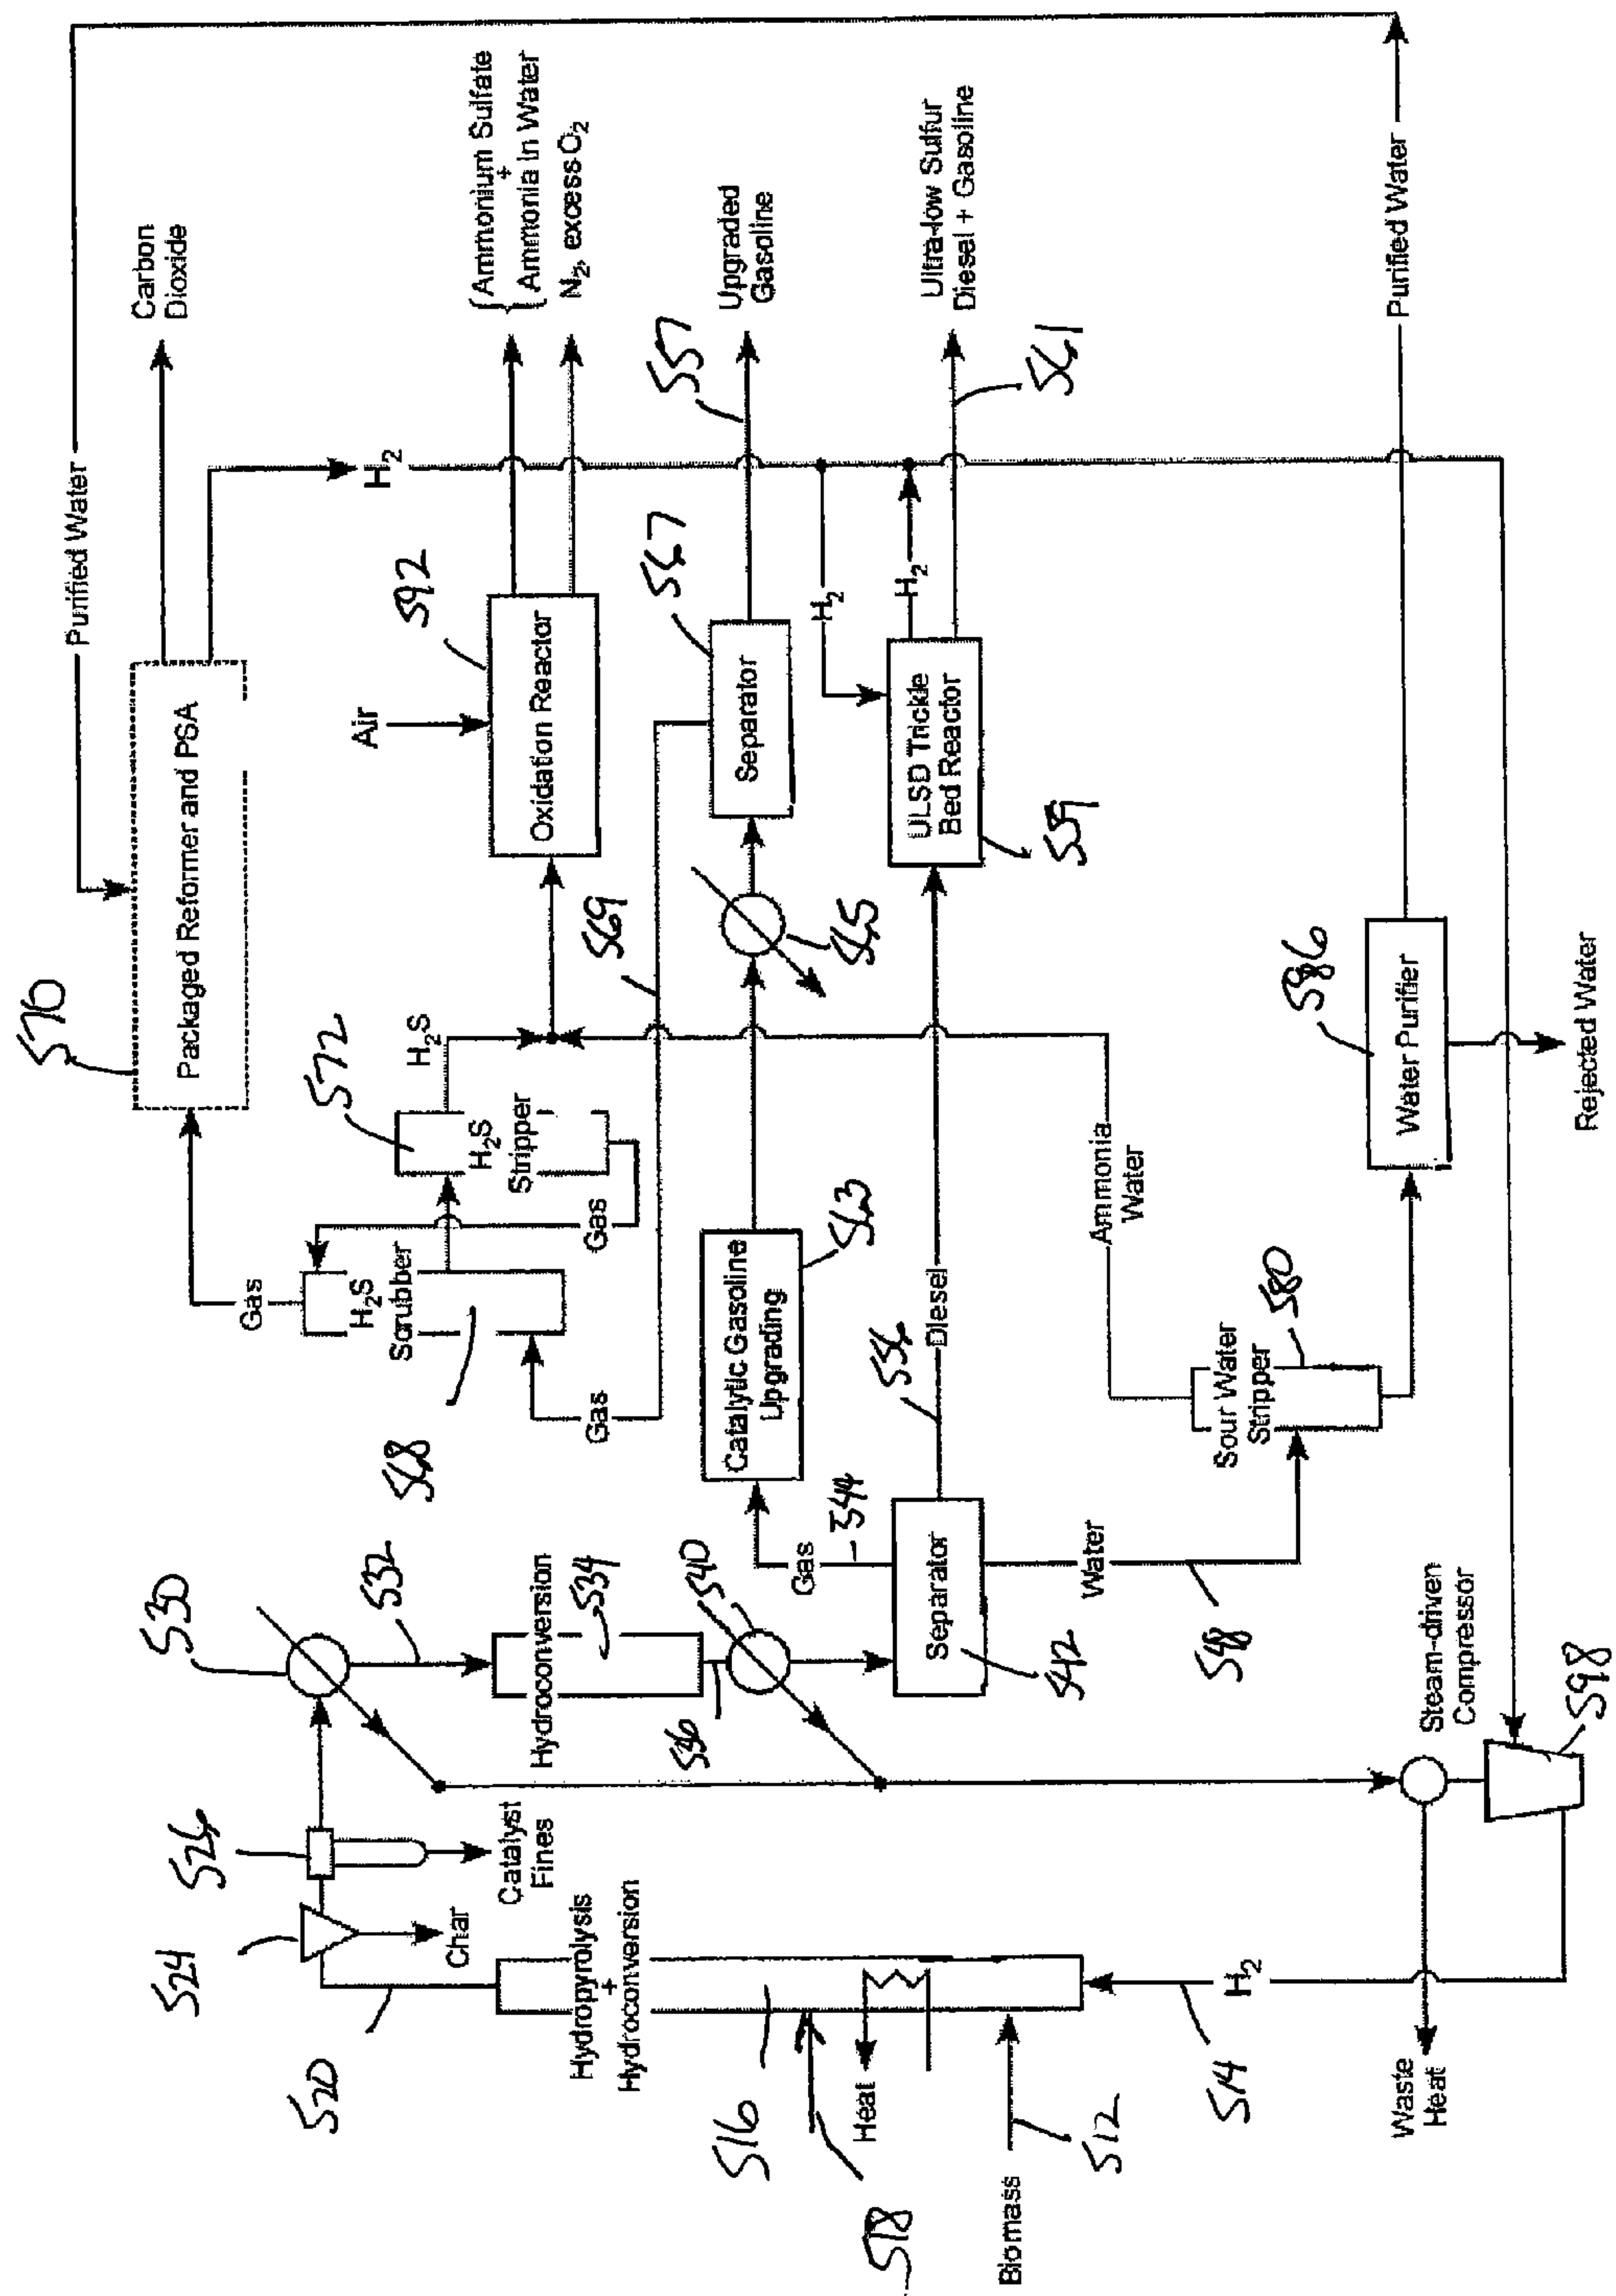 Purified Water
570
Packaged Reformer and PSA
Carbon
Dioxide
H2
Gas
H2S
Scrubber
568
572
H2S
Stripper
H2S
Gas
Gas
Air
592
Oxidation Reactor
Ammonium Sulfate
+
Ammonia in Water
N2, excess O2
530
532
526
524
Char
Catalyst
Fines
520
Hydropyrolysis
+
Hydroconversion
Hydroconversion
534
536
540
569
567
557
Separator
Upgraded
Gasoline
565
563
Catalytic Gasoline
Upgrading
Gas
544
516
518
Heat
Separator
542
556
Diesel
H2
H2
ULSD Trickle
Bed Reactor
559
Ultra-low Sulfur
Diesel + Gasoline
561
Biomass
512
Water
548
Ammonia
Water
Sour Water
Stripper
580
514
H2
586
Water Purifier
Purified Water
Waste
Heat
Steam-driven
Compressor
598
Rejected Water